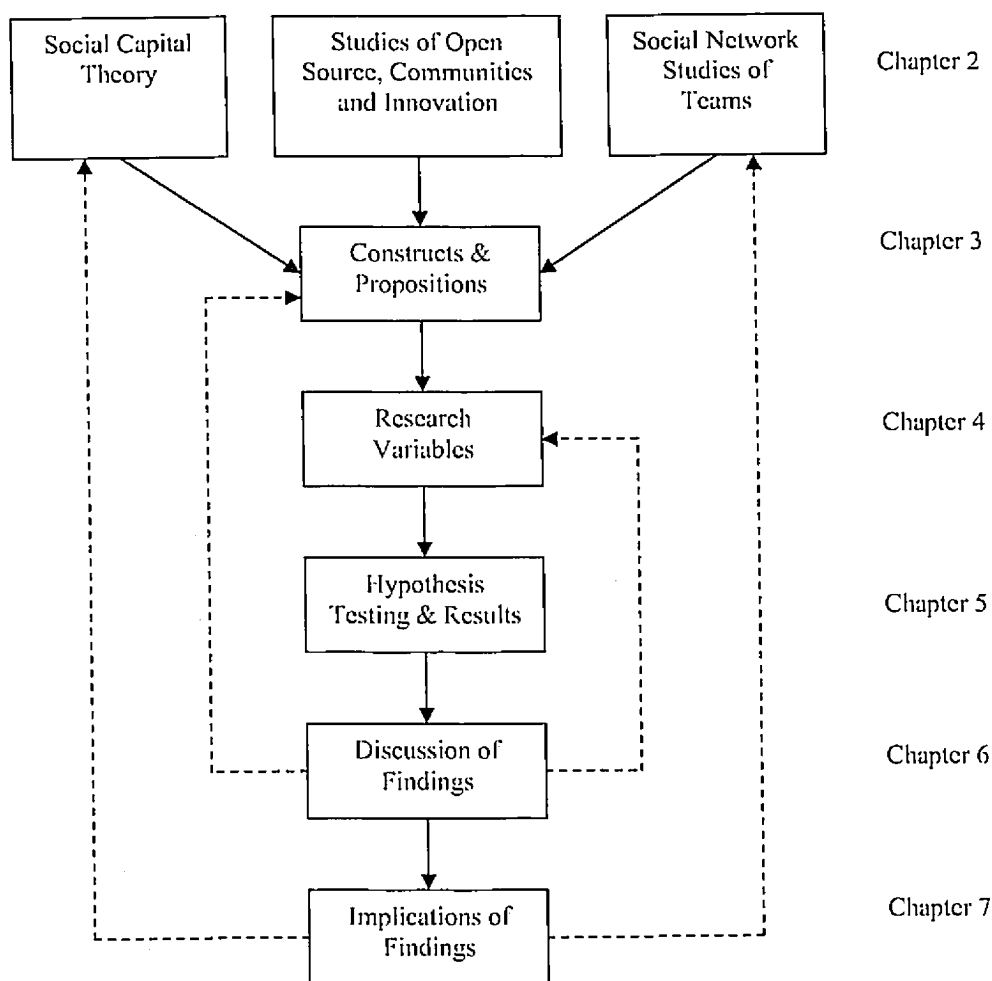 Social Capital
Theory
Studies of Open
Source, Communities
and Innovation
Social Network
Studies of
Teams
Chapter 2
Constructs &
Propositions
Chapter 3
Research
Variables
Chapter 4
Hypothesis
Testing & Results
Chapter 5
Discussion of
Findings
Chapter 6
Implications of
Findings
Chapter 7